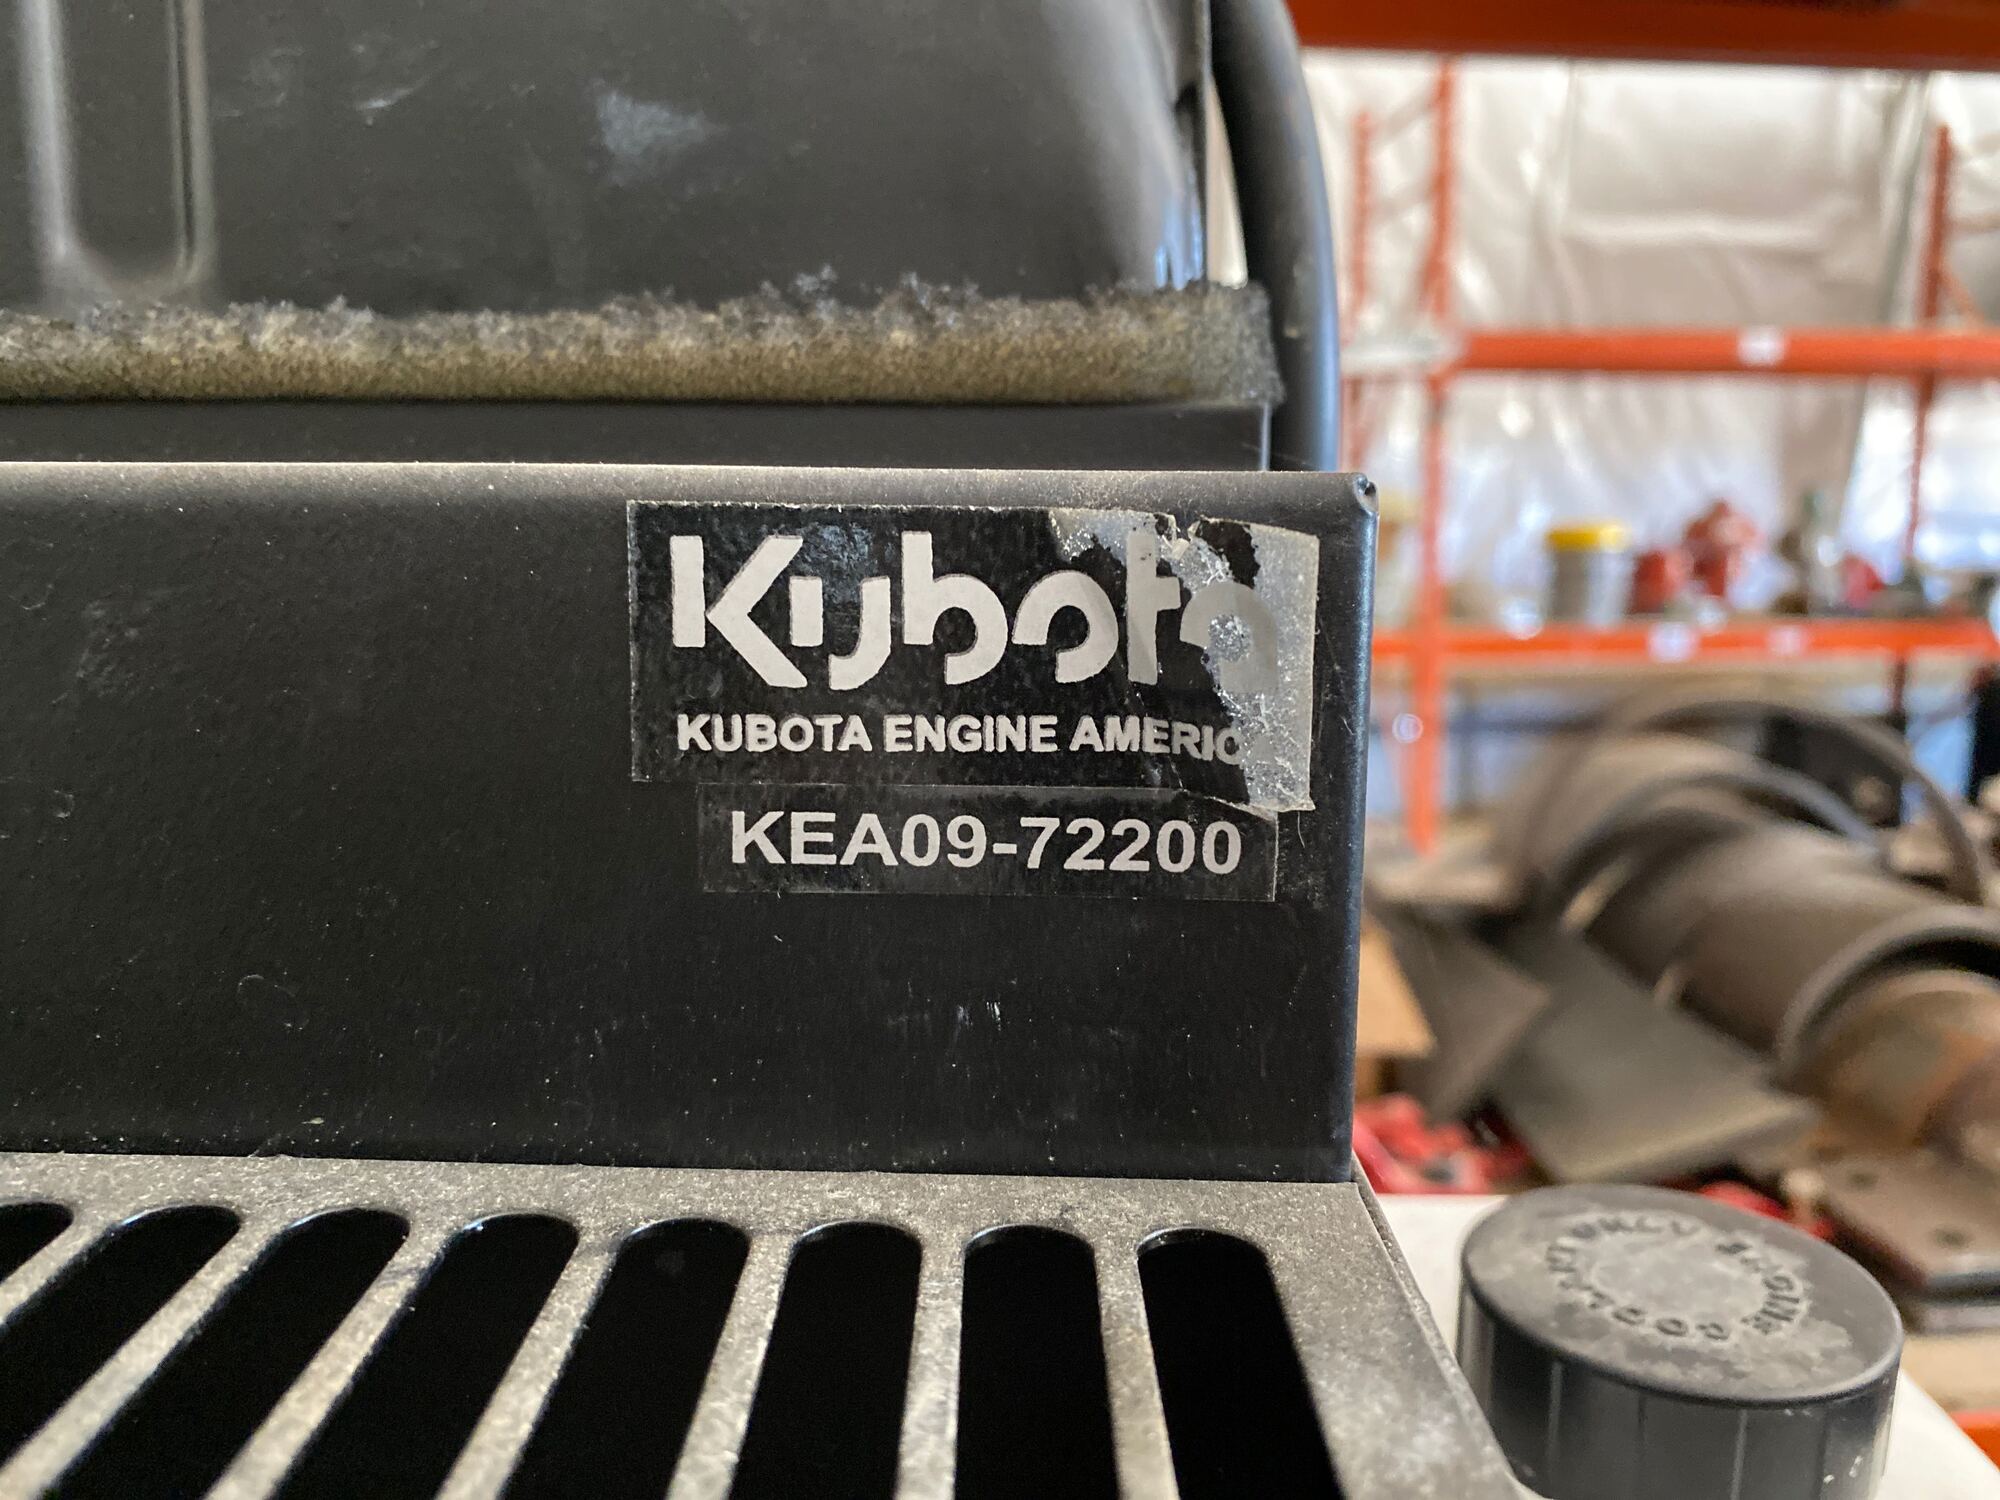 Kubota
KUBOTA ENGINE AMERIC
KEA09-72200